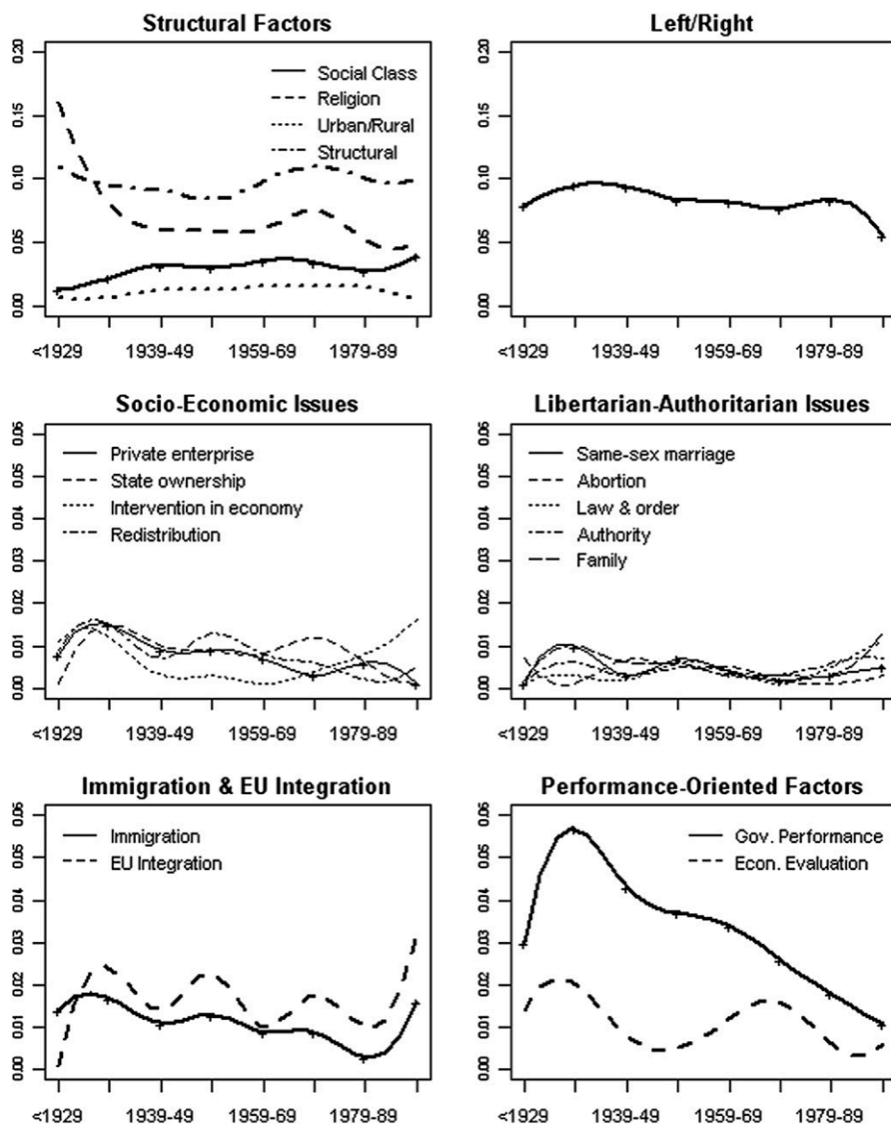 Structural Factors
0.20
0.15
0.10
0.05
0.00
Social Class
Religion
Urban/Rural
Structural
<1929 1939-49 1959-69 1979-89
Left/Right
0.20
0.15
0.10
0.05
0.00
<1929 1939-49 1959-69 1979-89
Socio-Economic Issues
0.06
0.05
0.04
0.03
0.02
0.01
0.00
Private enterprise
State ownership
Intervention in economy
Redistribution
<1929 1939-49 1959-69 1979-89
Libertarian-Authoritarian Issues
0.06
0.05
0.04
0.03
0.02
0.01
0.00
Same-sex marriage
Abortion
Law & order
Authority
Family
<1929 1939-49 1959-69 1979-89
Immigration & EU Integration
0.06
0.05
0.04
0.03
0.02
0.01
0.00
Immigration
EU Integration
<1929 1939-49 1959-69 1979-89
Performance-Oriented Factors
0.06
0.05
0.04
0.03
0.02
0.01
0.00
Gov. Performance
Econ. Evaluation
<1929 1939-49 1959-69 1979-89